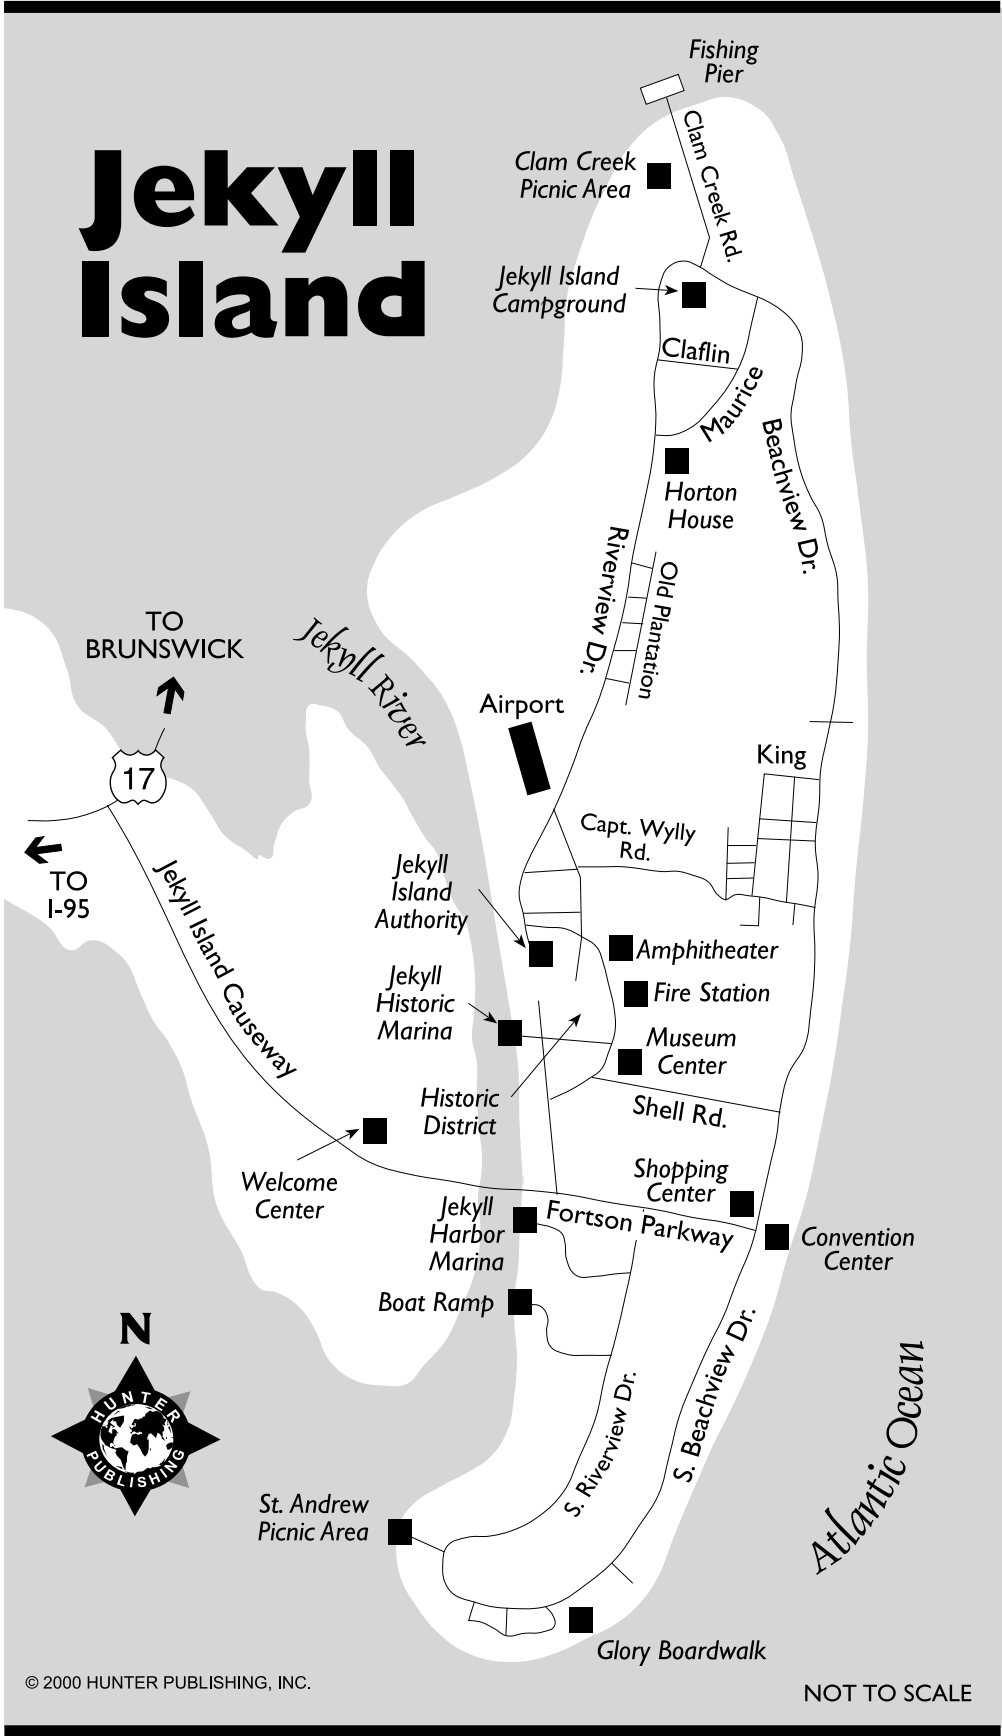 Fishing
Pier
Jekyll
Island
Clam Creek Rd.
Clam Creek
Picnic Area
Jekyll Island
Campground
Claflin
Maurice
Beachview Dr.
Horton
House
Riverview Dr.
Old Plantation
TO
BRUNSWICK
Jekyll River
Airport
17
King
Capt. Wylly
Rd.
TO
I-95
Jekyll
Island
Authority
Jekyll Island Causeway
Amphitheater
Jekyll
Historic
Marina
Fire Station
Museum
Center
Historic
District
Shell Rd.
Welcome
Center
Shopping
Center
Jekyll
Harbor
Marina
Fortson Parkway
Convention
Center
Boat Ramp
N
HUNTER
PUBLISHING
S. Riverview Dr.
S. Beachview Dr.
Atlantic Ocean
St. Andrew
Picnic Area
Glory Boardwalk
© 2000 HUNTER PUBLISHING, INC.
NOT TO SCALE